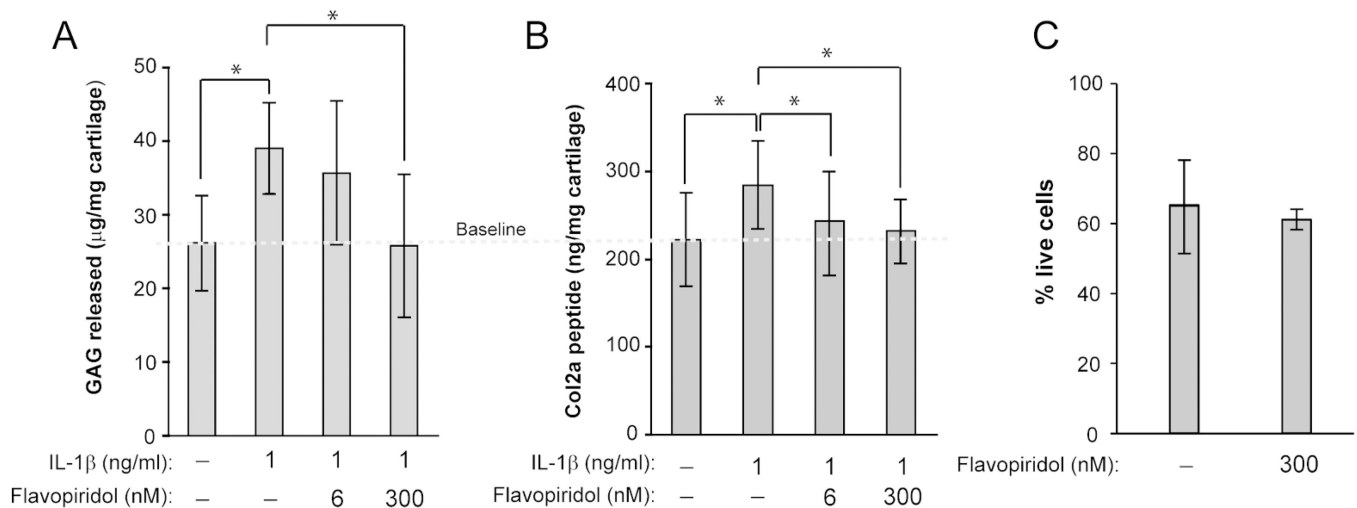 A
GAG released (µg/mg cartilage)
50
40
30
20
10
0
*
*
IL-1β (ng/ml): – 1 1 1
Flavopiridol (nM): – – 6 300
Baseline
B
Col2a peptide (ng/mg cartilage)
400
300
200
100
0
*
*
*
IL-1β (ng/ml): – 1 1 1
Flavopiridol (nM): – – 6 300
C
% live cells
100
80
60
40
20
0
Flavopiridol (nM): – 300